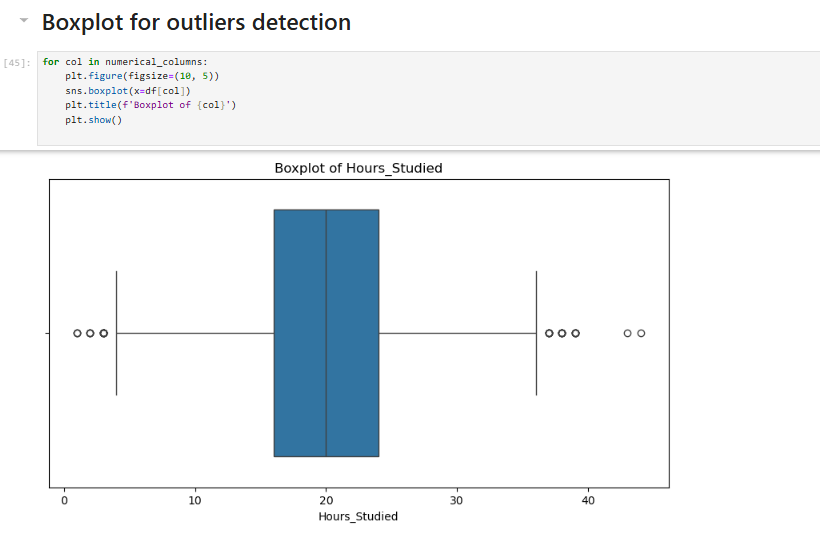 Boxplot for outliers detection
[45]:
for col in numerical_columns:
    plt.figure(figsize=(10, 5))
    sns.boxplot(x=df[col])
    plt.title(f'Boxplot of {col}')
    plt.show()
Boxplot of Hours_Studied
0 10 20 30 40
Hours_Studied